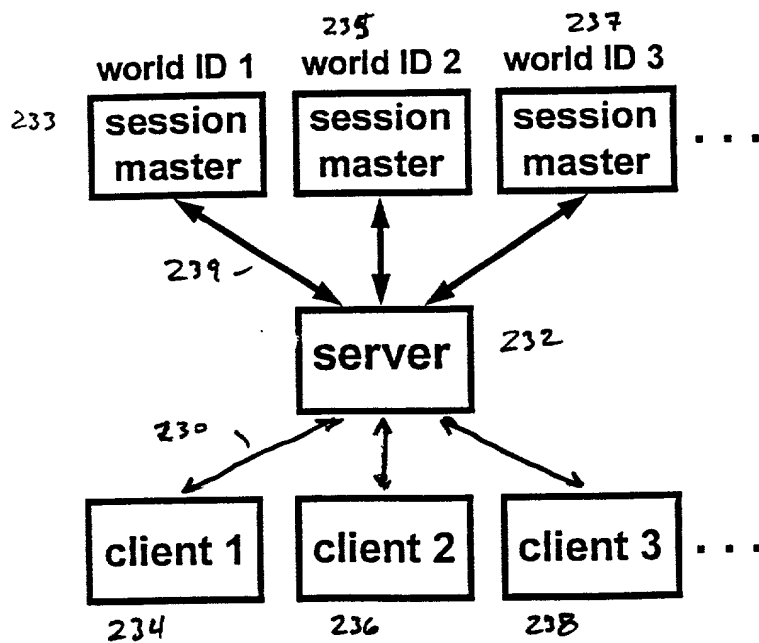 235 237
world ID 1 world ID 2 world ID 3
233 session master session master session master . . .
239
server 232
230
client 1 client 2 client 3 . . .
234 236 238